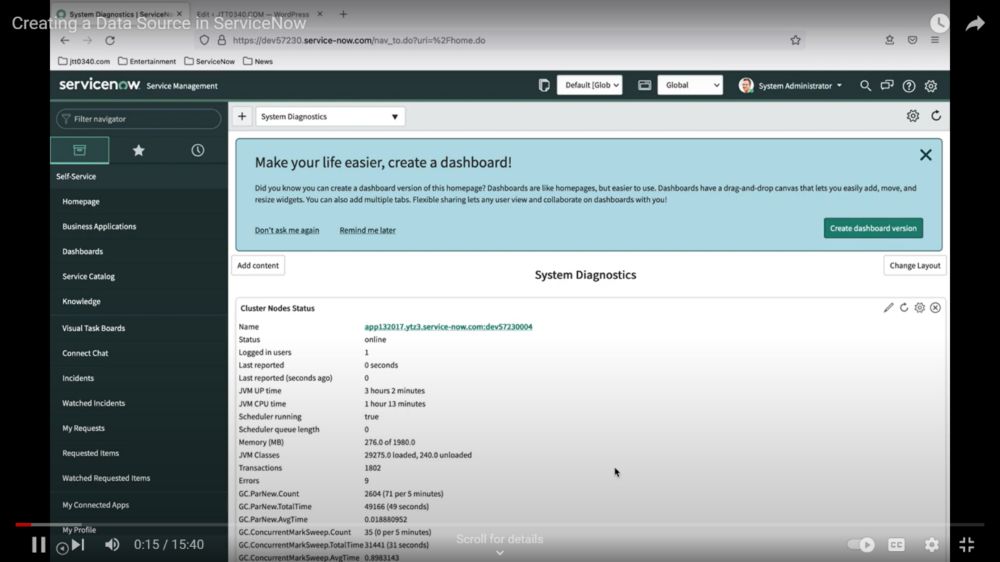 System Diagnostics | ServiceNo
Edit ‹ JTT0340.COM — WordPress
Creating a Data Source in ServiceNow
https://dev57230.service-now.com/nav_to.do?uri=%2Fhome.do
jtt0340.com Entertainment ServiceNow News
servicenow Service Management Default [Glob Global System Administrator
Filter navigator
System Diagnostics
Make your life easier, create a dashboard!
Did you know you can create a dashboard version of this homepage? Dashboards are like homepages, but easier to use. Dashboards have a drag-and-drop canvas that lets you easily add, move, and
resize widgets. You can also add multiple tabs. Flexible sharing lets any user view and collaborate on dashboards with you!
Don't ask me again Remind me later Create dashboard version
Self-Service
Homepage
Business Applications
Dashboards
Service Catalog
Knowledge
Visual Task Boards
Connect Chat
Incidents
Watched Incidents
My Requests
Requested Items
Watched Requested Items
My Connected Apps
My Profile
Add content
System Diagnostics
Change Layout
Cluster Nodes Status
Name app132017.ytz3.service-now.com:dev57230004
Status online
Logged in users 1
Last reported 0 seconds
Last reported (seconds ago) 0
JVM UP time 3 hours 2 minutes
JVM CPU time 1 hour 13 minutes
Scheduler running true
Scheduler queue length 0
Memory (MB) 276.0 of 1980.0
JVM Classes 29275.0 loaded, 240.0 unloaded
Transactions 1802
Errors 9
GC.ParNew.Count 2604 (71 per 5 minutes)
GC.ParNew.TotalTime 49166 (49 seconds)
GC.ParNew.AvgTime 0.018880952
GC.ConcurrentMarkSweep.Count 35 (0 per 5 minutes)
GC.ConcurrentMarkSweep.TotalTime 31441 (31 seconds)
GC.ConcurrentMarkSweep.AvgTime 0.8983143
0:15 / 15:40
Scroll for details
CC